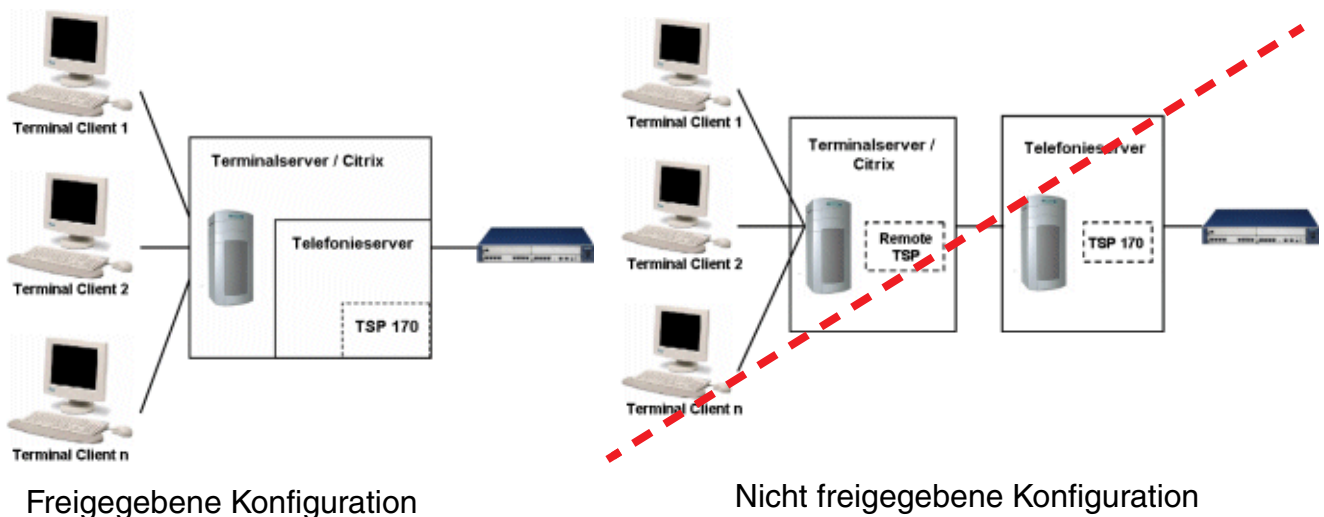 Terminal Client 1
Terminal Client 2
Terminal Client n
Terminalserver / Citrix
Telefonieserver
TSP 170
Freigegebene Konfiguration
Terminal Client 1
Terminal Client 2
Terminal Client n
Terminalserver /
Citrix
Remote
TSP
Telefonieserver
TSP 170
Nicht freigegebene Konfiguration